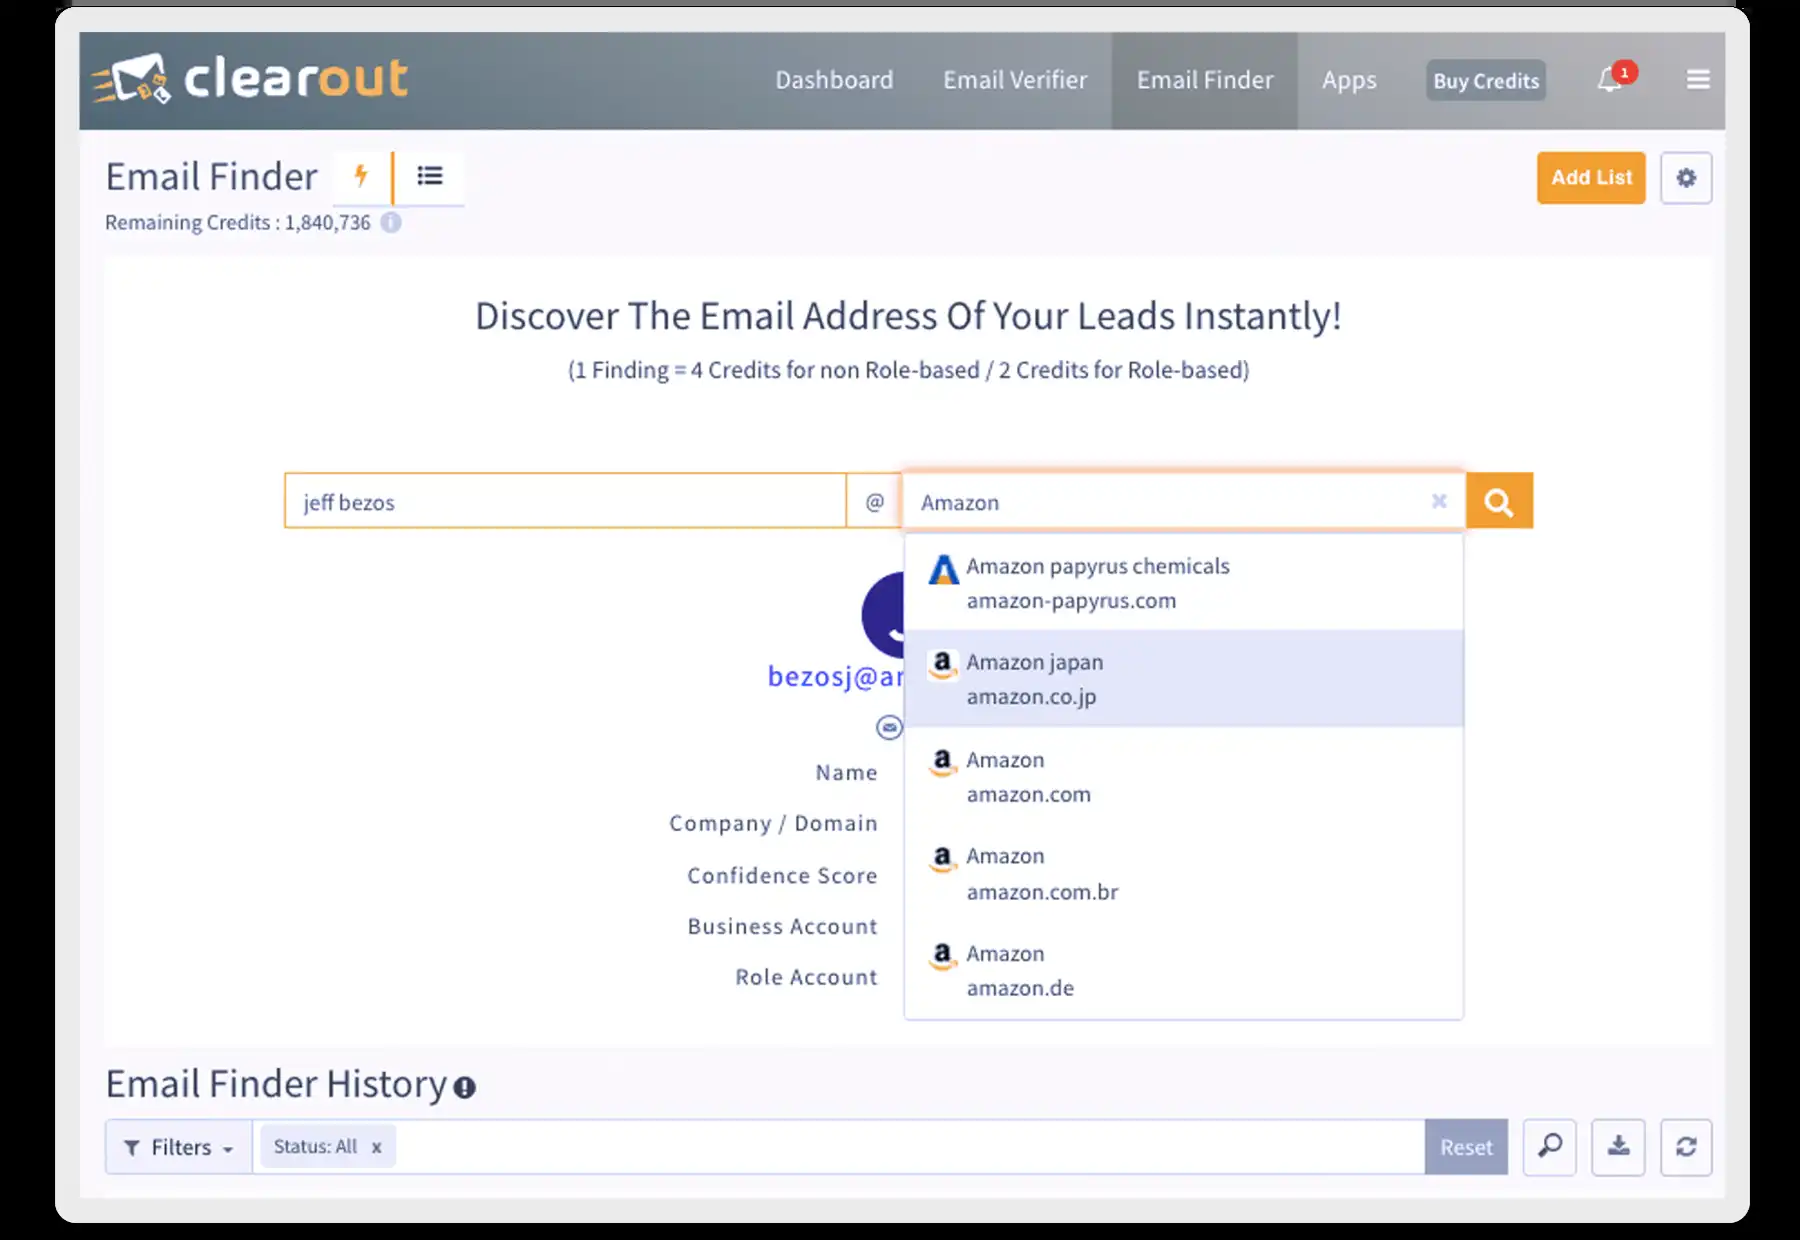 clearout
Dashboard Email Verifier Email Finder Apps Buy Credits 1
Email Finder
Add List
Remaining Credits : 1,840,736
Discover The Email Address Of Your Leads Instantly!
(1 Finding = 4 Credits for non Role-based / 2 Credits for Role-based)
jeff bezos @ Amazon
Amazon papyrus chemicals
amazon-papyrus.com
Amazon japan
amazon.co.jp
Amazon
amazon.com
Amazon
amazon.com.br
Amazon
amazon.de
bezosj@a
Name
Company / Domain
Confidence Score
Business Account
Role Account
Email Finder History
Filters Status: All x Reset